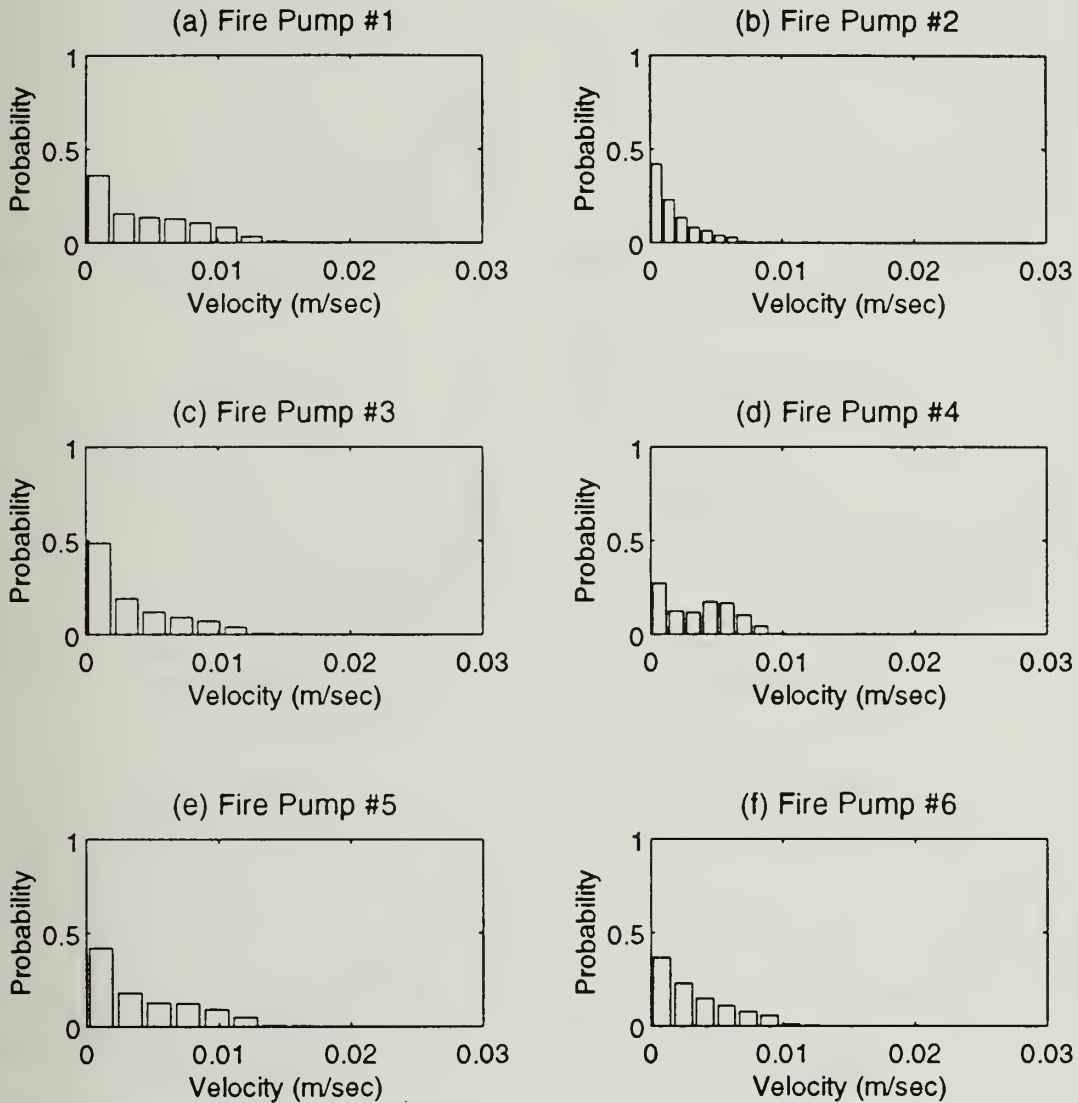 (a) Fire Pump #1
Probability
1
0.5
0
0 0.01 0.02 0.03
Velocity (m/sec)
(b) Fire Pump #2
Probability
1
0.5
0
0 0.01 0.02 0.03
Velocity (m/sec)
(c) Fire Pump #3
Probability
1
0.5
0
0 0.01 0.02 0.03
Velocity (m/sec)
(d) Fire Pump #4
Probability
1
0.5
0
0 0.01 0.02 0.03
Velocity (m/sec)
(e) Fire Pump #5
Probability
1
0.5
0
0 0.01 0.02 0.03
Velocity (m/sec)
(f) Fire Pump #6
Probability
1
0.5
0
0 0.01 0.02 0.03
Velocity (m/sec)